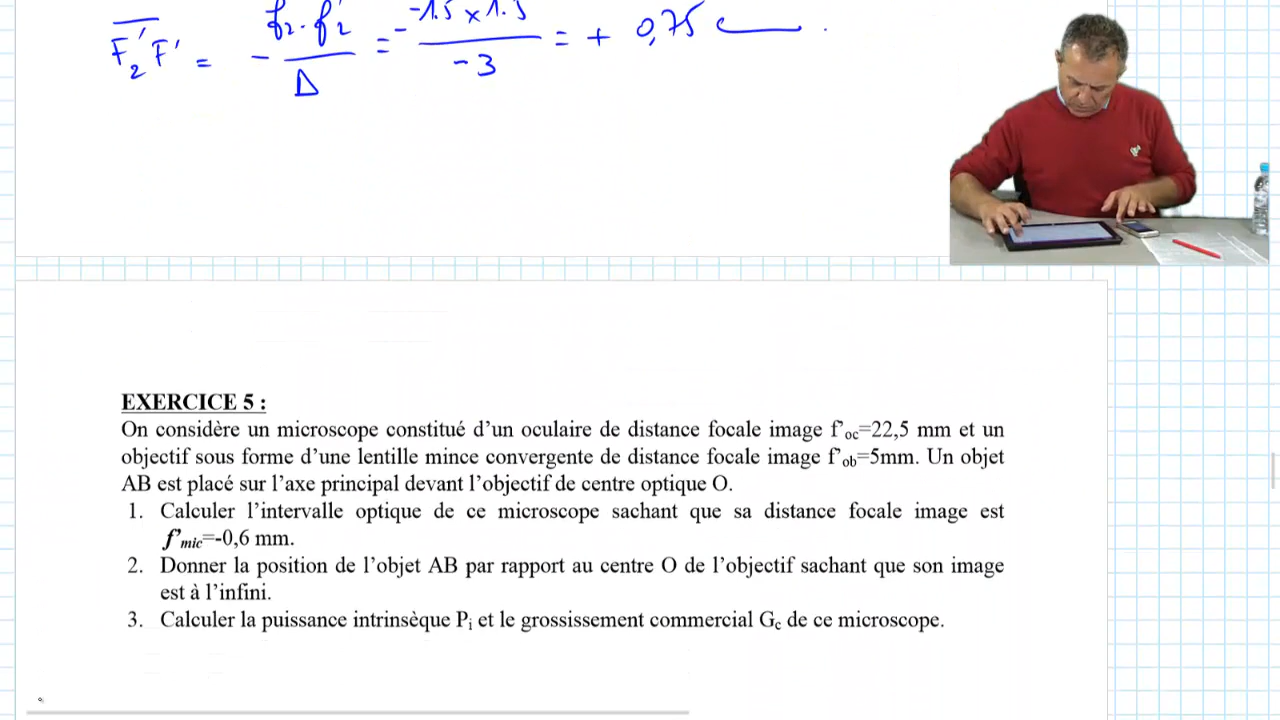 F₂'F' = - f₂·f₂' / Δ = - -1.5 × 1.5 / -3 = + 0,75 c
EXERCICE 5 :
On considère un microscope constitué d’un oculaire de distance focale image f’oc=22,5 mm et un
objectif sous forme d’une lentille mince convergente de distance focale image f’ob=5mm. Un objet
AB est placé sur l’axe principal devant l’objectif de centre optique O.
1. Calculer l’intervalle optique de ce microscope sachant que sa distance focale image est
f’mic=-0,6 mm.
2. Donner la position de l’objet AB par rapport au centre O de l’objectif sachant que son image
est à l’infini.
3. Calculer la puissance intrinsèque Pi et le grossissement commercial Gc de ce microscope.